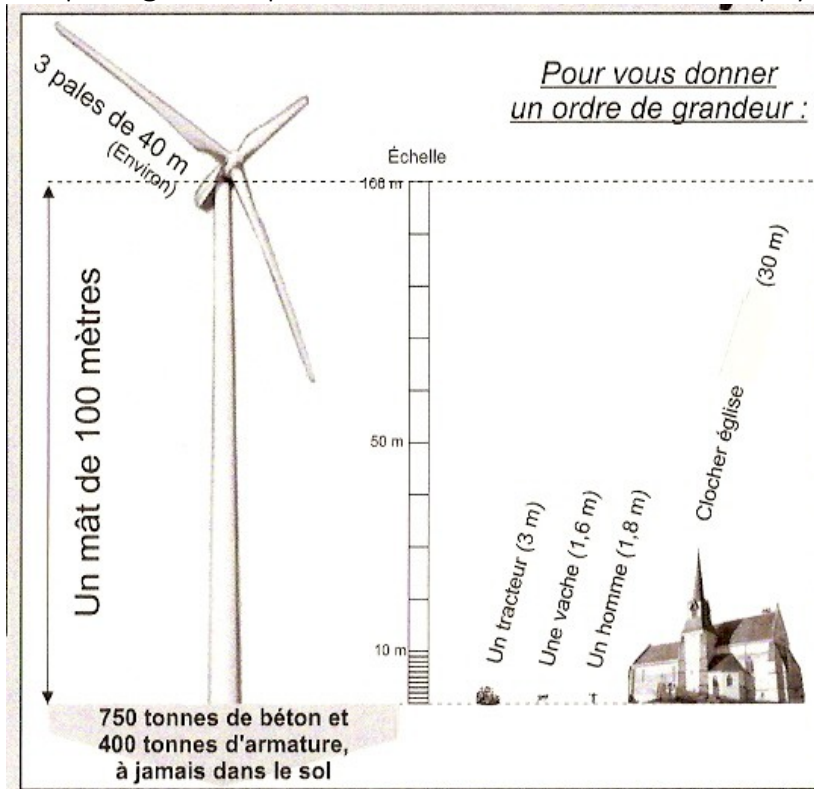 Pour vous donner
un ordre de grandeur :
3 pales de 40 m
(Environ)
Échelle
100 m
Un mât de 100 mètres
50 m
10 m
Un tracteur (3 m)
Une vache (1,6 m)
Un homme (1,8 m)
Clocher église (30 m)
750 tonnes de béton et
400 tonnes d'armature,
à jamais dans le sol